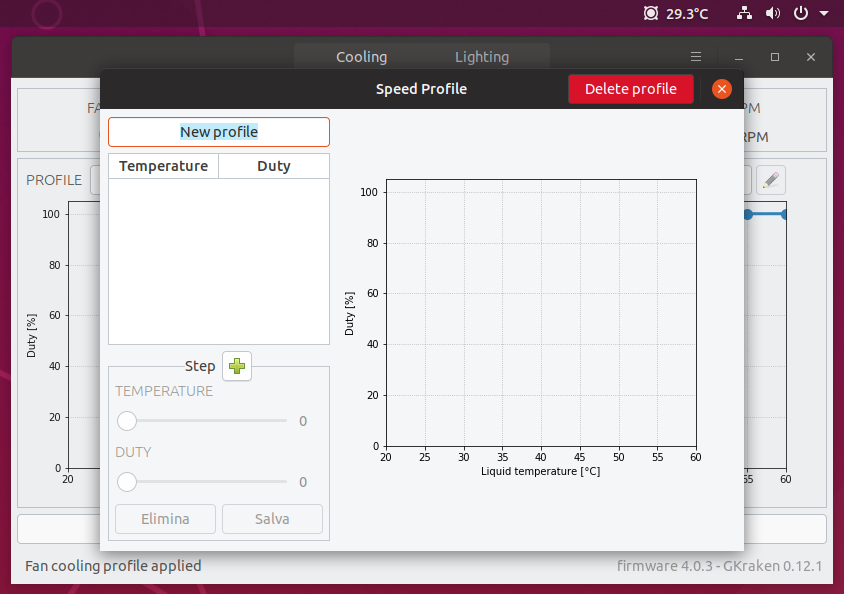 29.3°C
Cooling
Lighting
Speed Profile
Delete profile
FA
PM
RPM
New profile
Temperature
Duty
PROFILE
100
80
60
40
20
0
20
Duty [%]
Step
TEMPERATURE
0
DUTY
0
Elimina
Salva
100
80
60
40
20
0
Duty [%]
20
25
30
35
40
45
50
55
60
Liquid temperature [°C]
55
60
Fan cooling profile applied
firmware 4.0.3 - GKraken 0.12.1